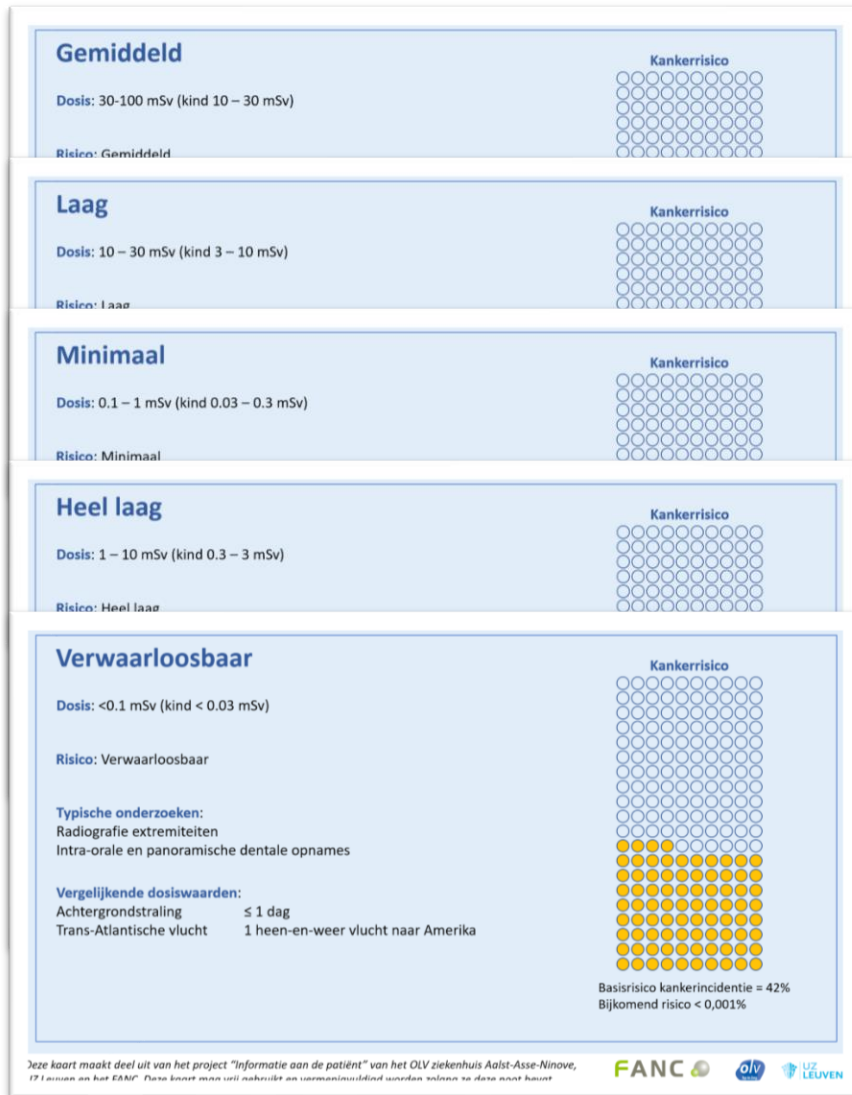 Gemiddeld
Kankerrisico
Dosis: 30-100 mSv (kind 10 – 30 mSv)
Risico: Gemiddeld
Laag
Kankerrisico
Dosis: 10 – 30 mSv (kind 3 – 10 mSv)
Risico: Laag
Minimaal
Kankerrisico
Dosis: 0.1 – 1 mSv (kind 0.03 – 0.3 mSv)
Risico: Minimaal
Heel laag
Kankerrisico
Dosis: 1 – 10 mSv (kind 0.3 – 3 mSv)
Risico: Heel laag
Verwaarloosbaar
Kankerrisico
Dosis: <0.1 mSv (kind < 0.03 mSv)
Risico: Verwaarloosbaar
Typische onderzoeken:
Radiografie extremiteiten
Intra-orale en panoramische dentale opnames
Vergelijkende dosiswaarden:
Achtergrondstraling ≤ 1 dag
Trans-Atlantische vlucht 1 heen-en-weer vlucht naar Amerika
Basisrisico kankerincidentie = 42%
Bijkomend risico < 0,001%
Deze kaart maakt deel uit van het project “Informatie aan de patiënt” van het OLV ziekenhuis Aalst-Asse-Ninove,
UZ Leuven en het FANC. Deze kaart mag vrij gebruikt en vermenigvuldigd worden zolang ze deze noot bevat.
FANC olv UZ LEUVEN